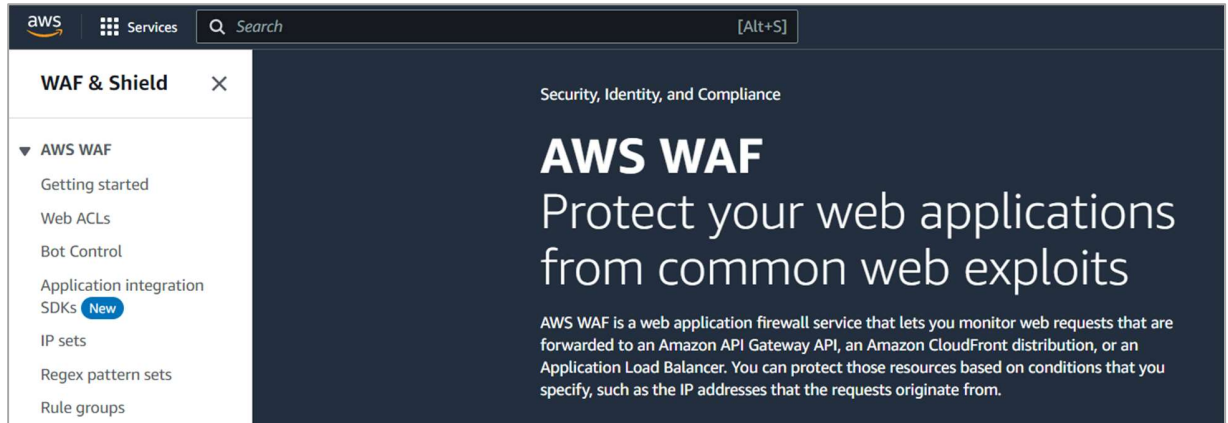 aws
Services
Search
[Alt+S]
WAF & Shield
AWS WAF
Getting started
Web ACLs
Bot Control
Application integration
SDKs New
IP sets
Regex pattern sets
Rule groups
Security, Identity, and Compliance
AWS WAF
Protect your web applications
from common web exploits
AWS WAF is a web application firewall service that lets you monitor web requests that are
forwarded to an Amazon API Gateway API, an Amazon CloudFront distribution, or an
Application Load Balancer. You can protect those resources based on conditions that you
specify, such as the IP addresses that the requests originate from.